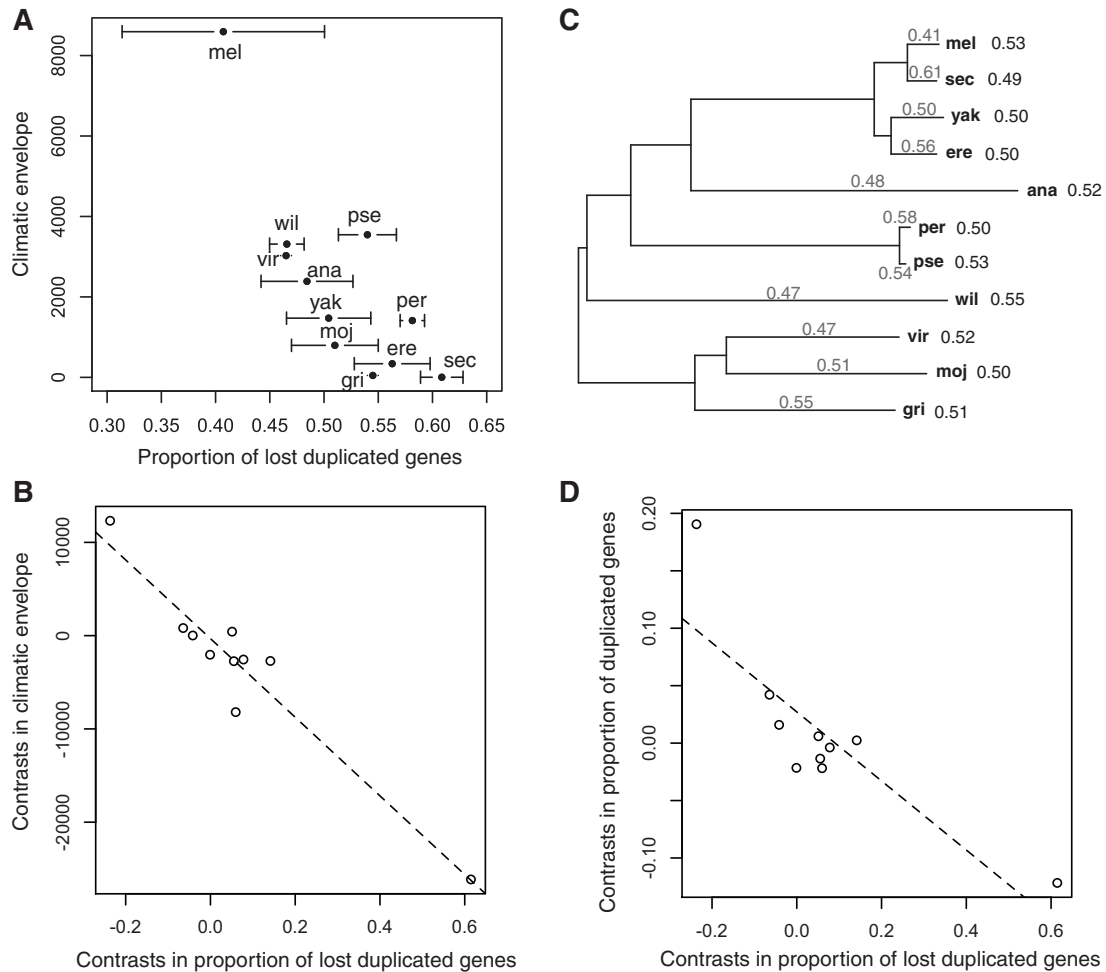 A
8000
6000
4000
2000
0
Climatic envelope
mel
wil
pse
vir
ana
yak
per
moj
ere
sec
gri
0.30 0.35 0.40 0.45 0.50 0.55 0.60 0.65
Proportion of lost duplicated genes
C
0.41 mel 0.53
0.61 sec 0.49
0.50 yak 0.50
0.56 ere 0.50
0.48 ana 0.52
0.58 per 0.50
0.54 pse 0.53
0.47 wil 0.55
0.47 vir 0.52
0.51 moj 0.50
0.55 gri 0.51
B
10000
0
-10000
-20000
Contrasts in climatic envelope
-0.2 0.0 0.2 0.4 0.6
Contrasts in proportion of lost duplicated genes
D
0.20
0.10
0.00
-0.10
Contrasts in proportion of duplicated genes
-0.2 0.0 0.2 0.4 0.6
Contrasts in proportion of lost duplicated genes